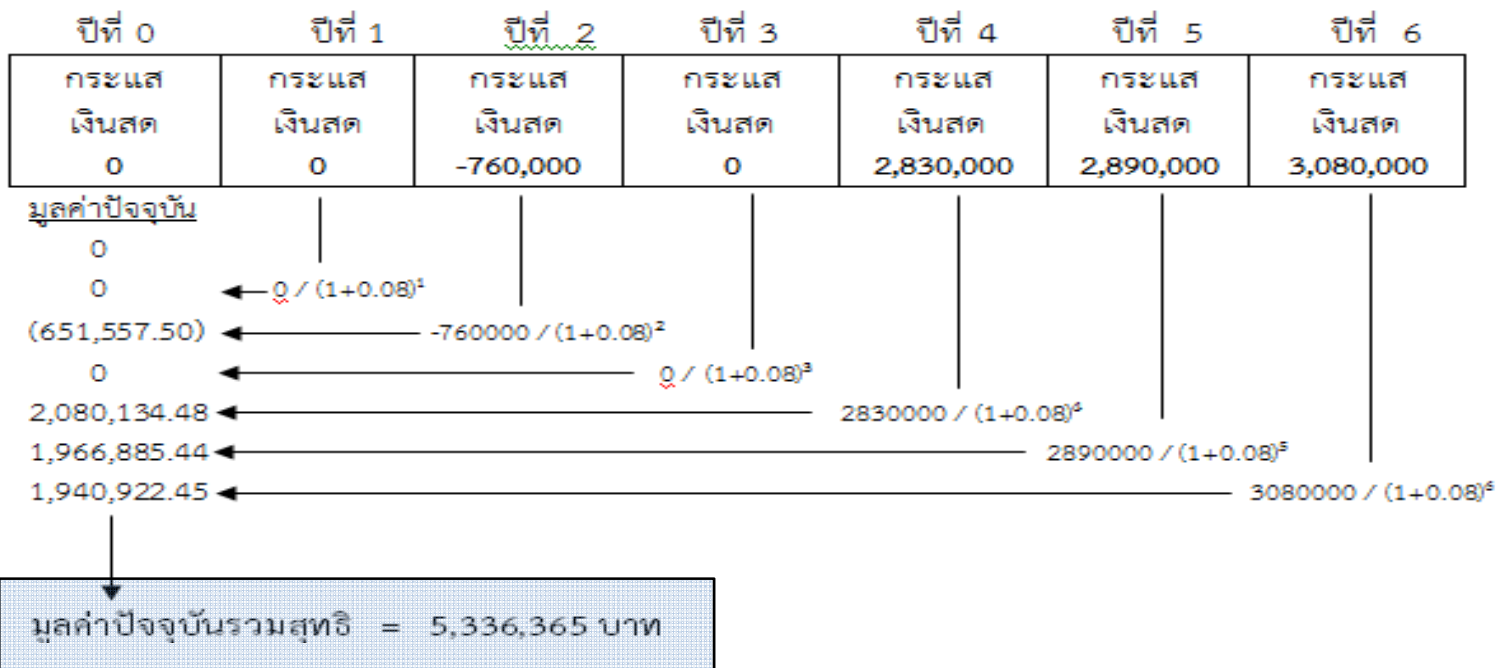 ปีที่ 0 ปีที่ 1 ปีที่ 2 ปีที่ 3 ปีที่ 4 ปีที่ 5 ปีที่ 6
กระแส กระแส กระแส กระแส กระแส กระแส กระแส
เงินสด เงินสด เงินสด เงินสด เงินสด เงินสด เงินสด
0 0 -760,000 0 2,830,000 2,890,000 3,080,000
มูลค่าปัจจุบัน
0
0 0 / (1+0.08)¹
(651,557.50) -760000 / (1+0.08)²
0 0 / (1+0.08)³
2,080,134.48 2830000 / (1+0.08)⁴
1,966,885.44 2890000 / (1+0.08)⁵
1,940,922.45 3080000 / (1+0.08)⁶
มูลค่าปัจจุบันรวมสุทธิ = 5,336,365 บาท